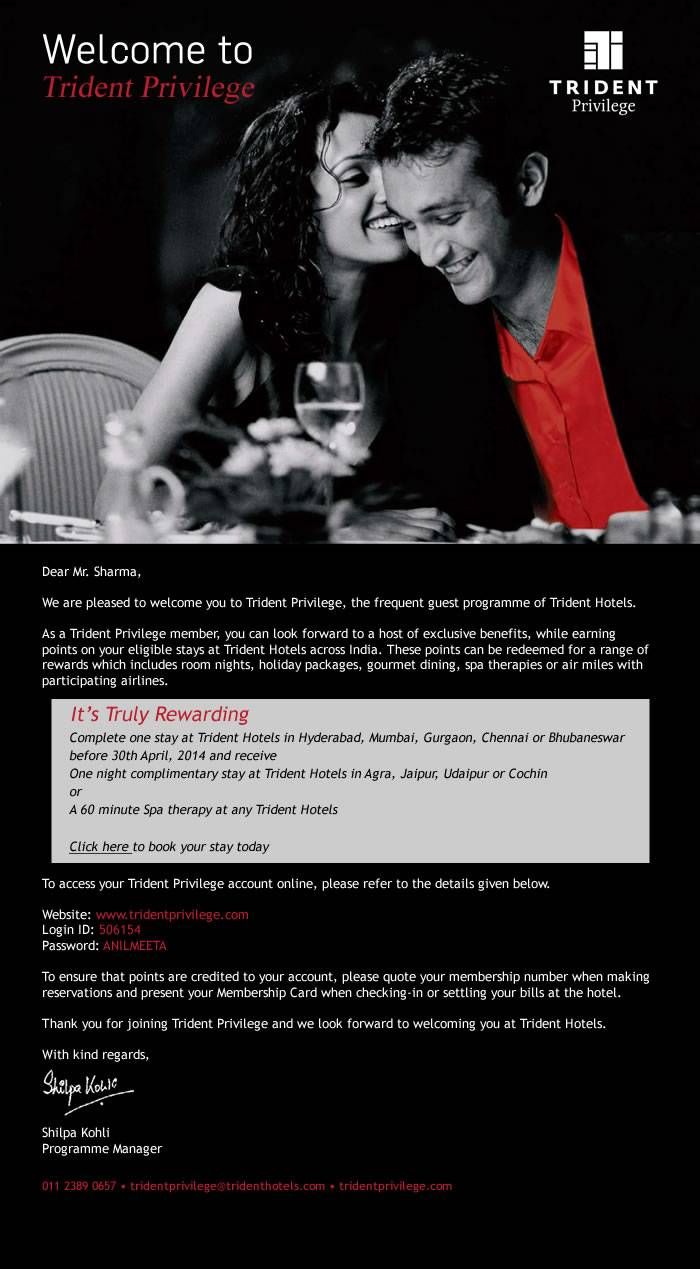 Welcome to
Trident Privilege
TRIDENT
Privilege
Dear Mr. Sharma,
We are pleased to welcome you to Trident Privilege, the frequent guest programme of Trident Hotels.
As a Trident Privilege member, you can look forward to a host of exclusive benefits, while earning
points on your eligible stays at Trident Hotels across India. These points can be redeemed for a range of
rewards which includes room nights, holiday packages, gourmet dining, spa therapies or air miles with
participating airlines.
It's Truly Rewarding
Complete one stay at Trident Hotels in Hyderabad, Mumbai, Gurgaon, Chennai or Bhubaneswar
before 30th April, 2014 and receive
One night complimentary stay at Trident Hotels in Agra, Jaipur, Udaipur or Cochin
or
A 60 minute Spa therapy at any Trident Hotels
Click here to book your stay today
To access your Trident Privilege account online, please refer to the details given below.
Website: www.tridentprivilege.com
Login ID: 506154
Password: ANILMEETA
To ensure that points are credited to your account, please quote your membership number when making
reservations and present your Membership Card when checking-in or settling your bills at the hotel.
Thank you for joining Trident Privilege and we look forward to welcoming you at Trident Hotels.
With kind regards,
Shilpa Kohli
Shilpa Kohli
Programme Manager
011 2389 0657 • tridentprivilege@tridenthotels.com • tridentprivilege.com